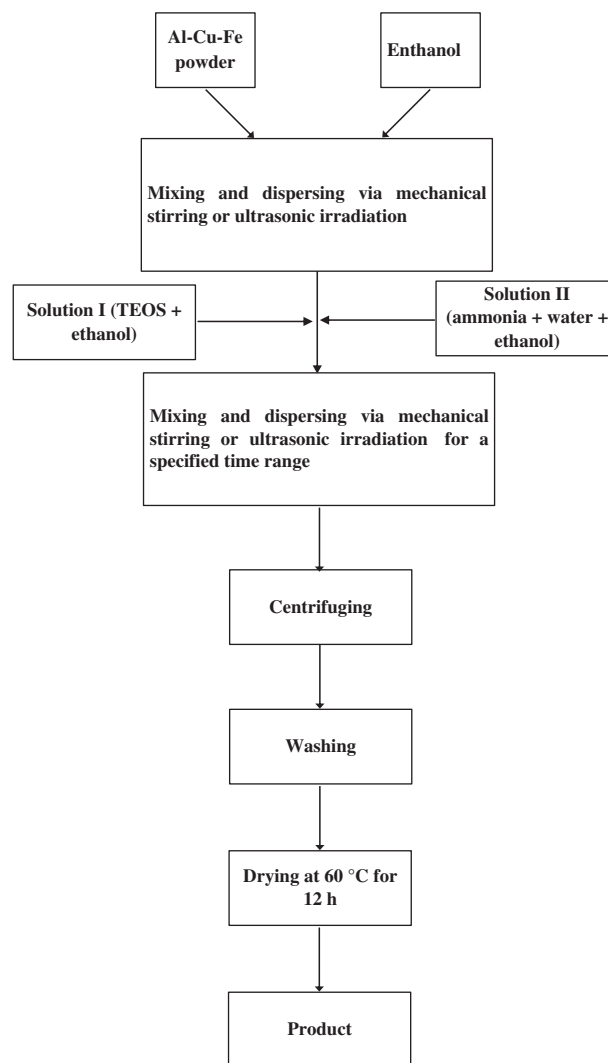 Al-Cu-Fe
powder
Enthanol
Mixing and dispersing via mechanical
stirring or ultrasonic irradiation
Solution I (TEOS +
ethanol)
Solution II
(ammonia + water +
ethanol)
Mixing and dispersing via mechanical
stirring or ultrasonic irradiation for a
specified time range
Centrifuging
Washing
Drying at 60 °C for
12 h
Product